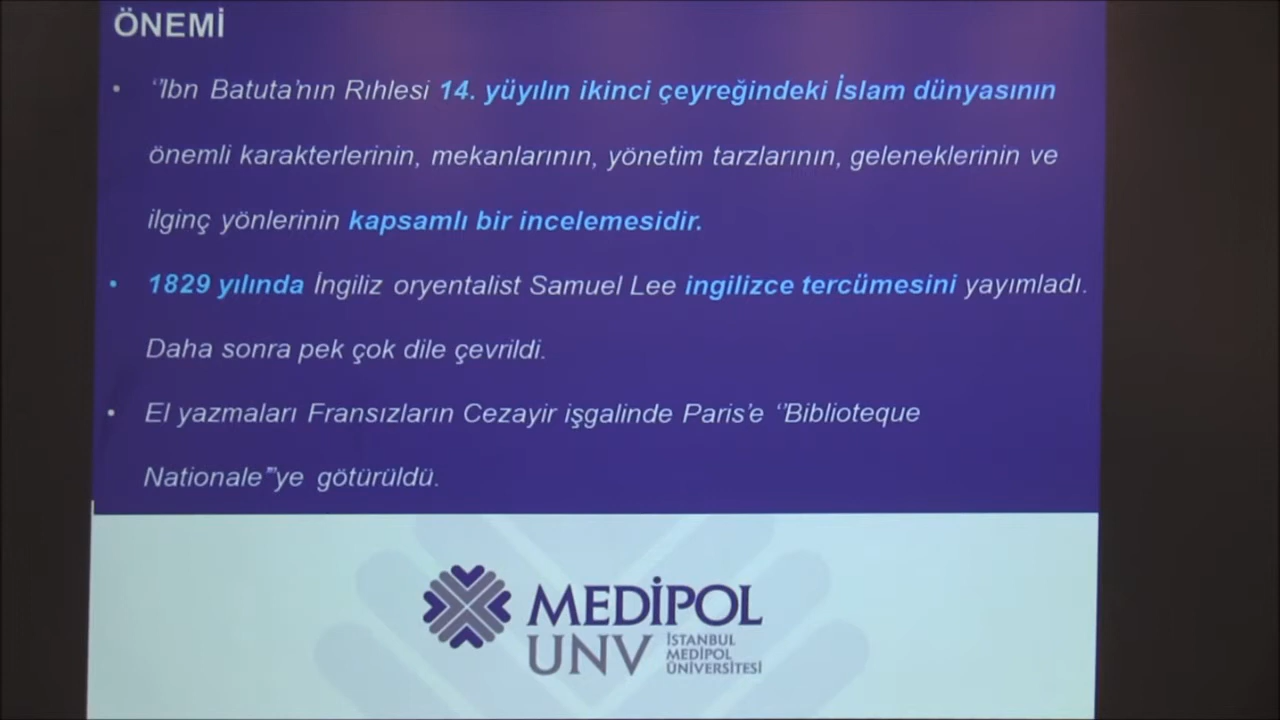 ÖNEMİ
• ‘’Ibn Batuta’nın Rıhlesi 14. yüyılın ikinci çeyreğindeki İslam dünyasının
önemli karakterlerinin, mekanlarının, yönetim tarzlarının, geleneklerinin ve
ilginç yönlerinin kapsamlı bir incelemesidir.
• 1829 yılında İngiliz oryentalist Samuel Lee ingilizce tercümesini yayımladı.
Daha sonra pek çok dile çevrildi.
• El yazmaları Fransızların Cezayir işgalinde Paris’e ‘’Biblioteque
Nationale’’’ye götürüldü.
MEDİPOL
UNV
İSTANBUL
MEDİPOL
ÜNİVERSİTESİ